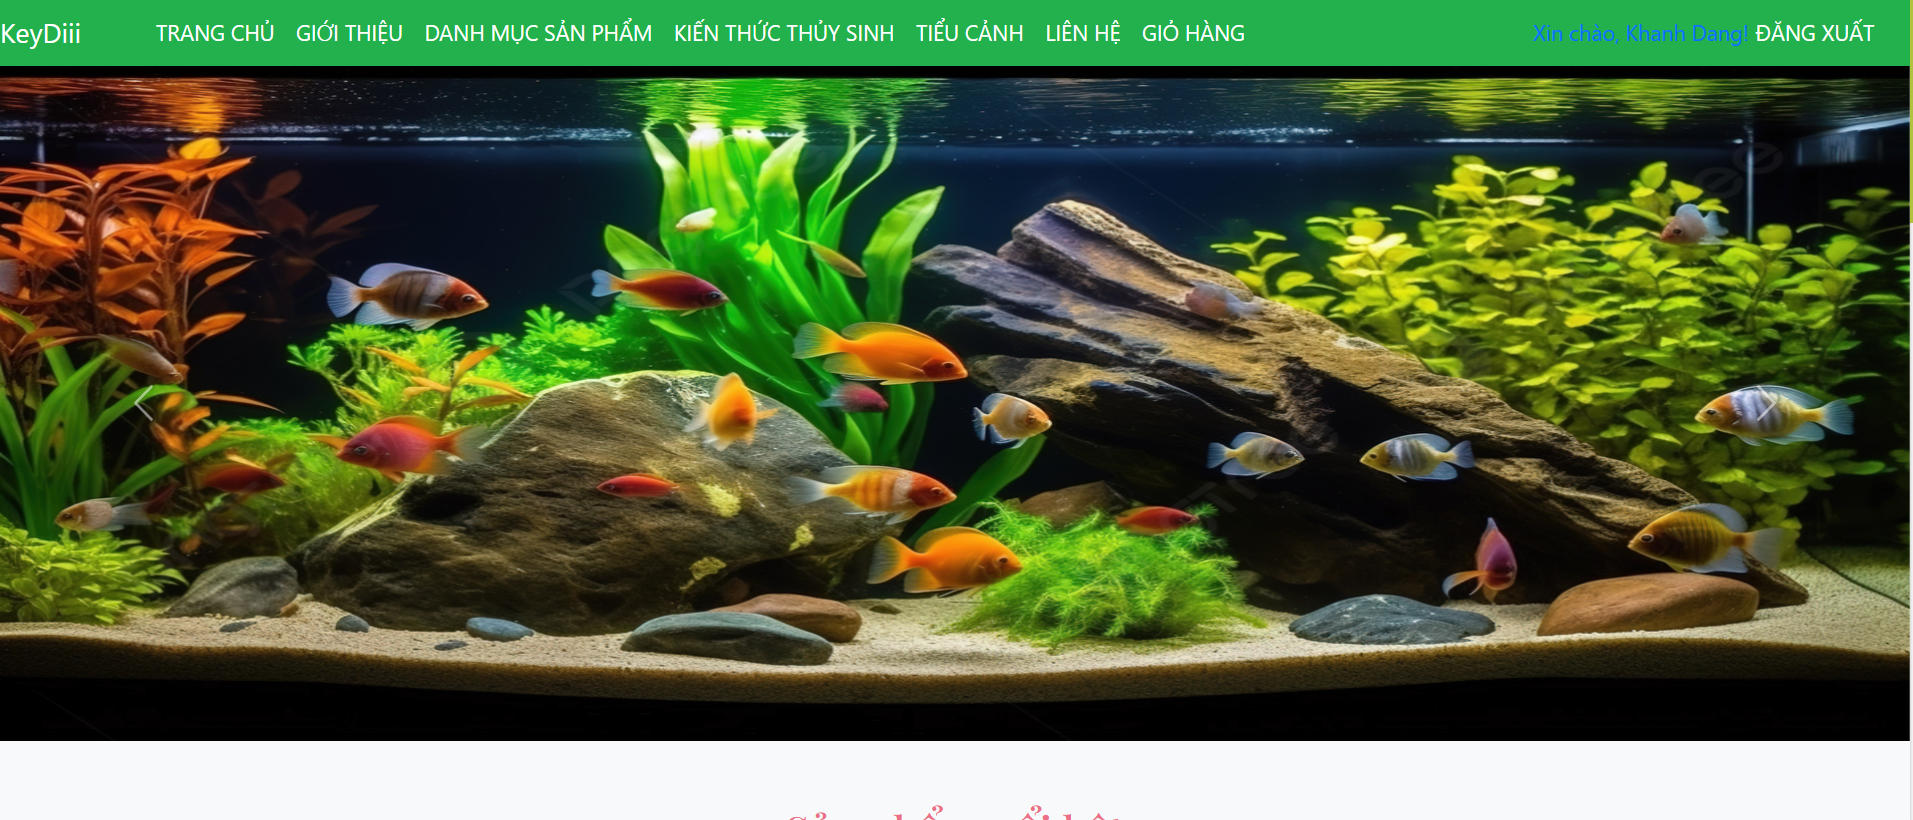 KeyDiii TRANG CHỦ GIỚI THIỆU DANH MỤC SẢN PHẨM KIẾN THỨC THỦY SINH TIỂU CẢNH LIÊN HỆ GIỎ HÀNG Xin chào, Khanh Dang! ĐĂNG XUẤT